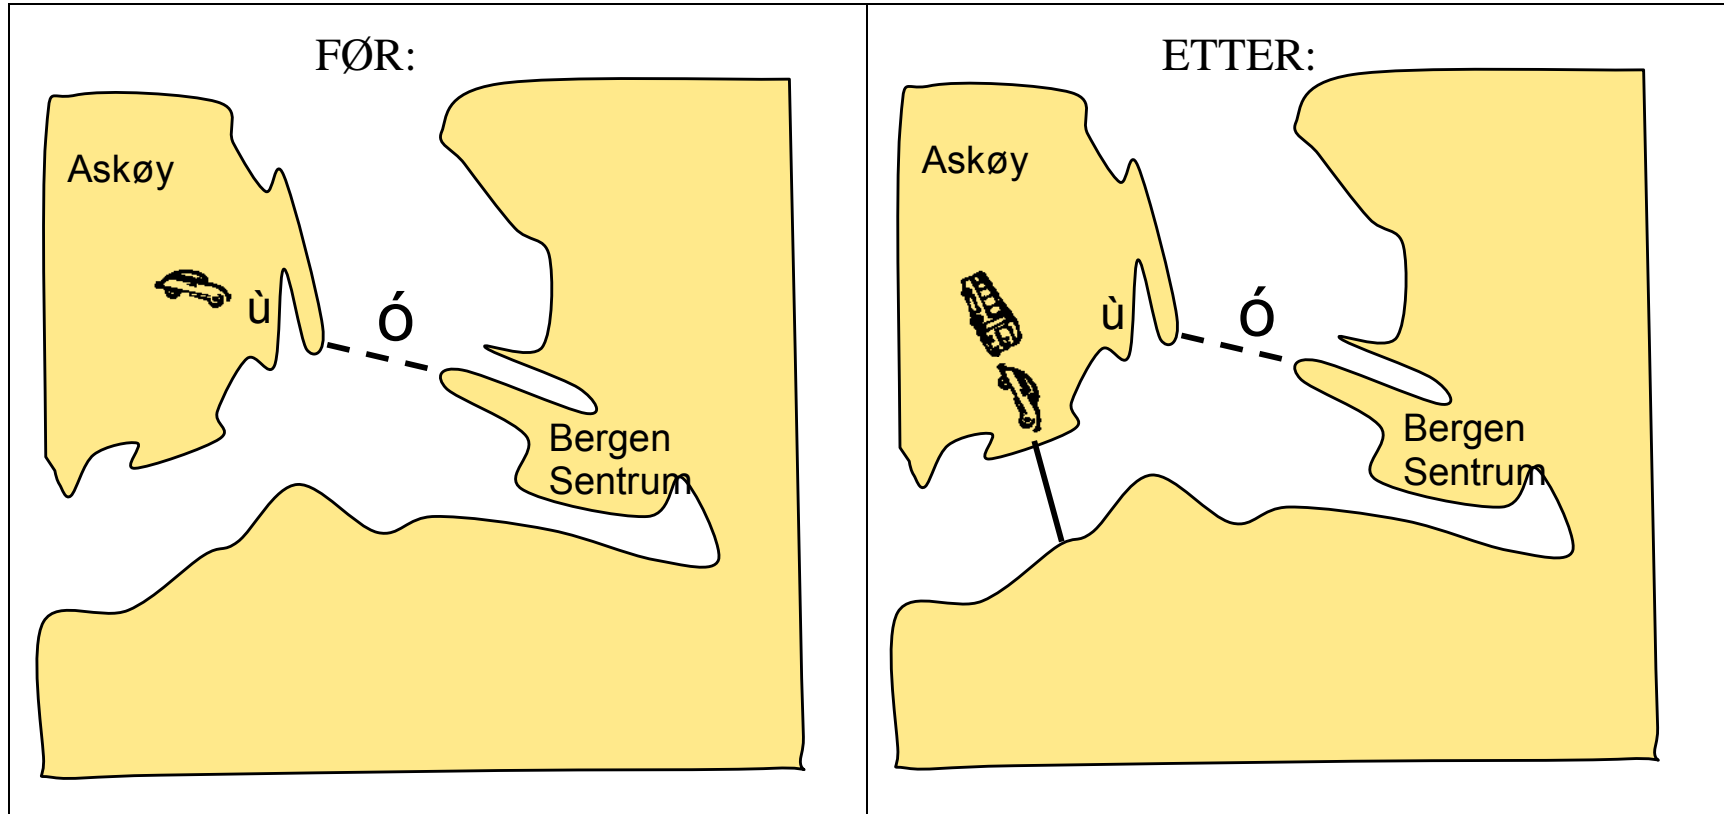 FØR:
Askøy
ù
ó
Bergen
Sentrum
ETTER:
Askøy
ù
ó
Bergen
Sentrum